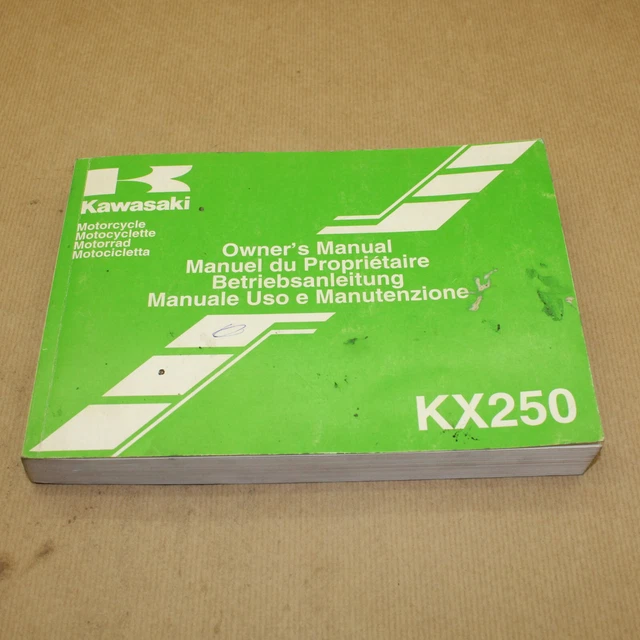 Kawasaki
Motorcycle
Motocyclette
Motorrad
Motocicletta
Owner's Manual
Manuel du Propriétaire
Betriebsanleitung
Manuale Uso e Manutenzione
KX250